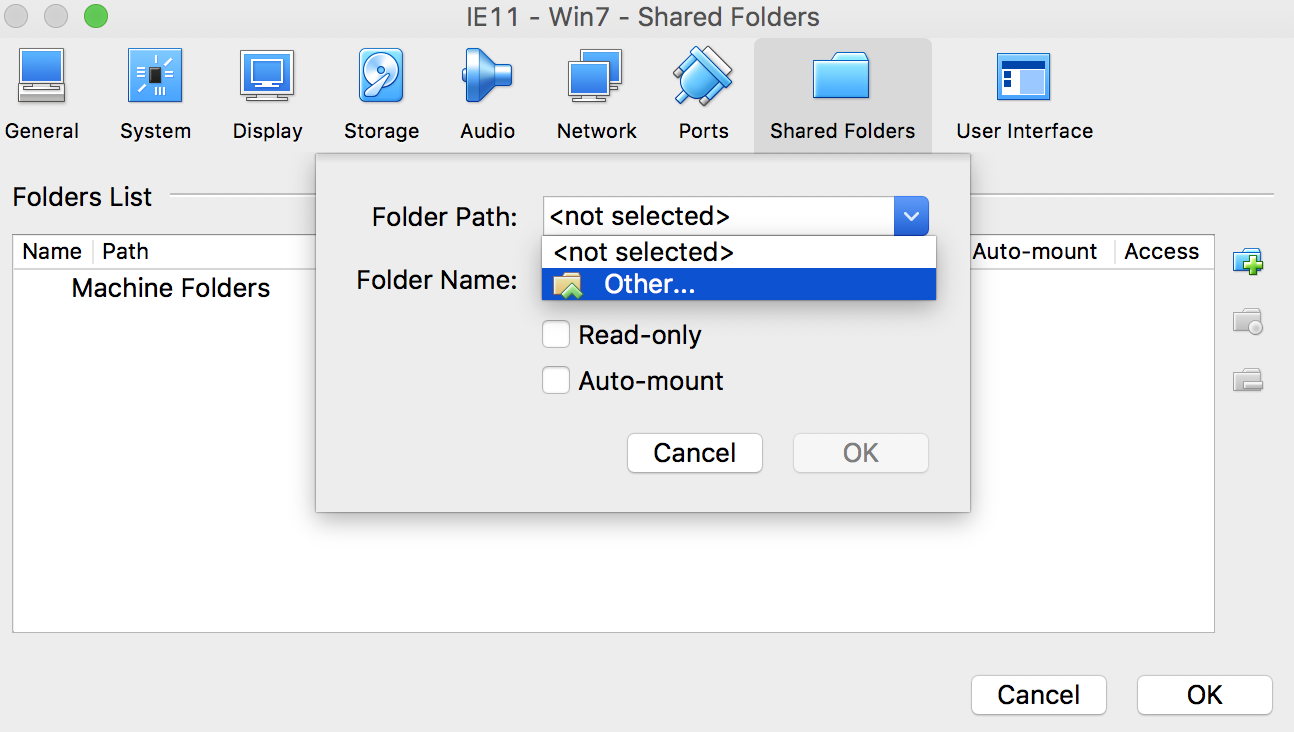 IE11 - Win7 - Shared Folders
General System Display Storage Audio Network Ports Shared Folders User Interface
Folders List
Name Path Auto-mount Access
Machine Folders
Folder Path: <not selected>
<not selected>
Folder Name: Other...
Read-only
Auto-mount
Cancel OK
Cancel OK